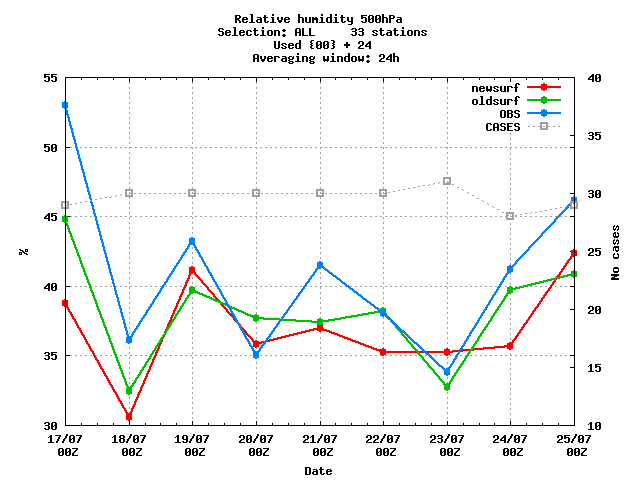 Relative humidity 500hPa
Selection: ALL 33 stations
Used {00} + 24
Averaging window: 24h
newsurf
oldsurf
OBS
CASES
55
50
45
40
35
30
%
40
35
30
25
20
15
10
No cases
17/07 18/07 19/07 20/07 21/07 22/07 23/07 24/07 25/07
00Z 00Z 00Z 00Z 00Z 00Z 00Z 00Z 00Z
Date